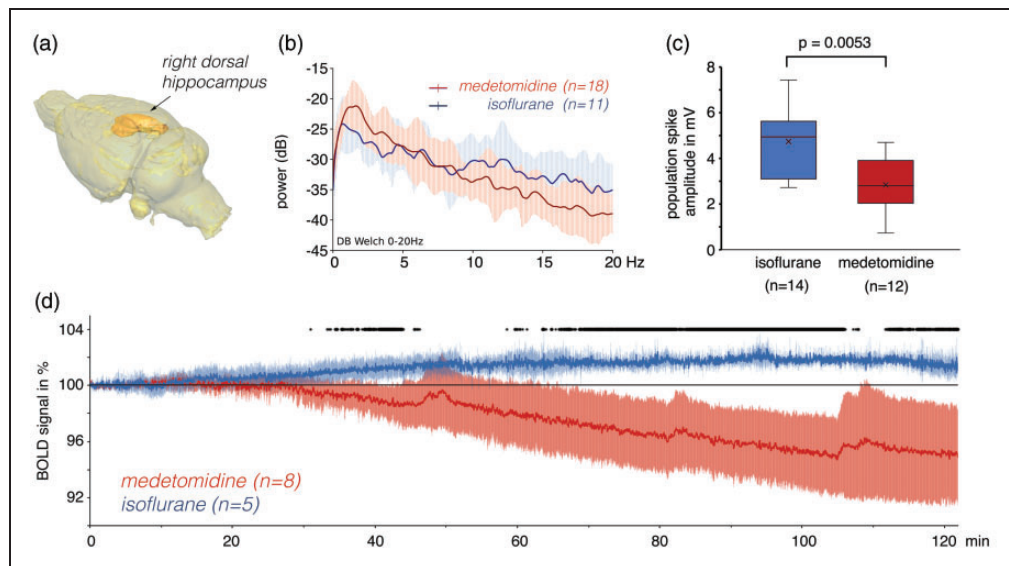 (a)
right dorsal
hippocampus
(b)
-15
-20
-25
-30
-35
-40
-45
power (dB)
medetomidine (n=18)
isoflurane (n=11)
DB Welch 0-20Hz
0
5
10
15
20 Hz
(c)
p = 0.0053
8
6
4
2
0
population spike
amplitude in mV
isoflurane
medetomidine
(n=14)
(n=12)
(d)
104
100
96
92
BOLD signal in %
medetomidine (n=8)
isoflurane (n=5)
0
20
40
60
80
100
120
min